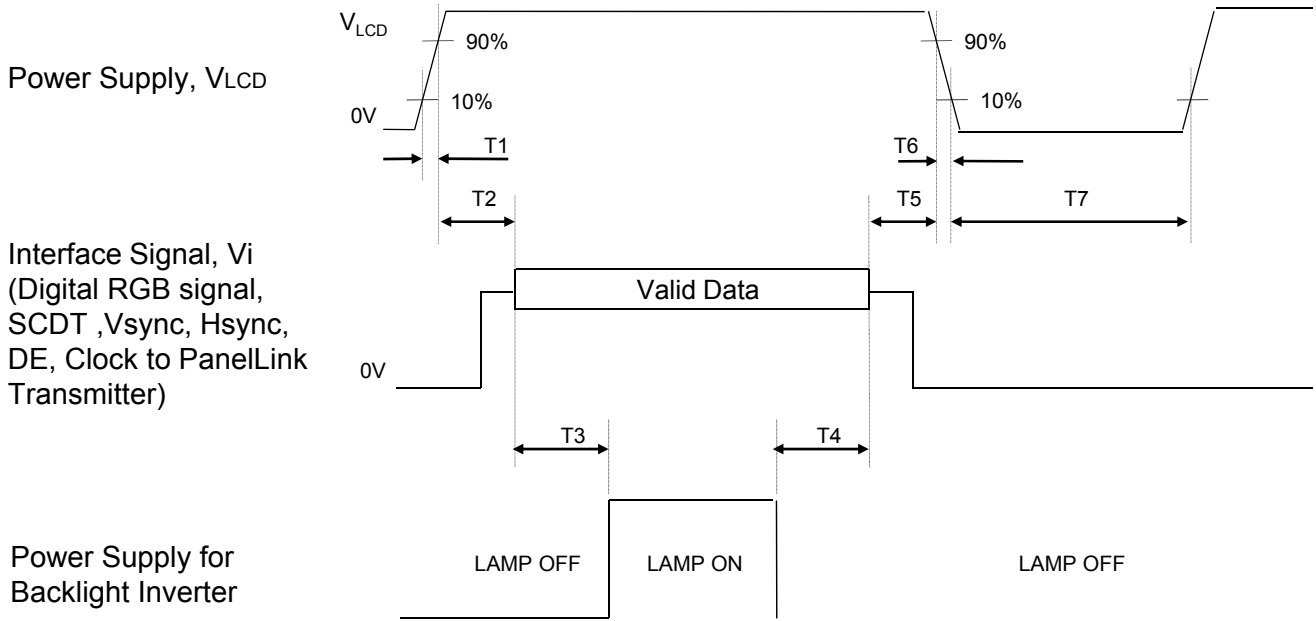 V_LCD
90%
90%
Power Supply, VLCD
10%
10%
0V
T1
T6
T2
T5
T7
Interface Signal, Vi
(Digital RGB signal,
SCDT ,Vsync, Hsync,
DE, Clock to PanelLink
Transmitter)
Valid Data
0V
T3
T4
Power Supply for
Backlight Inverter
LAMP OFF
LAMP ON
LAMP OFF